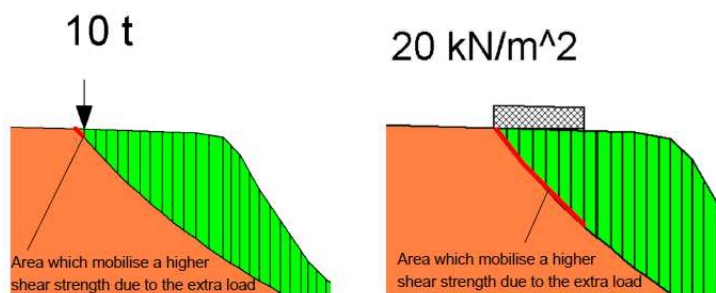 10 t
20 kN/m^2
Area which mobilise a higher
shear strength due to the extra load
Area which mobilise a higher
shear strength due to the extra load